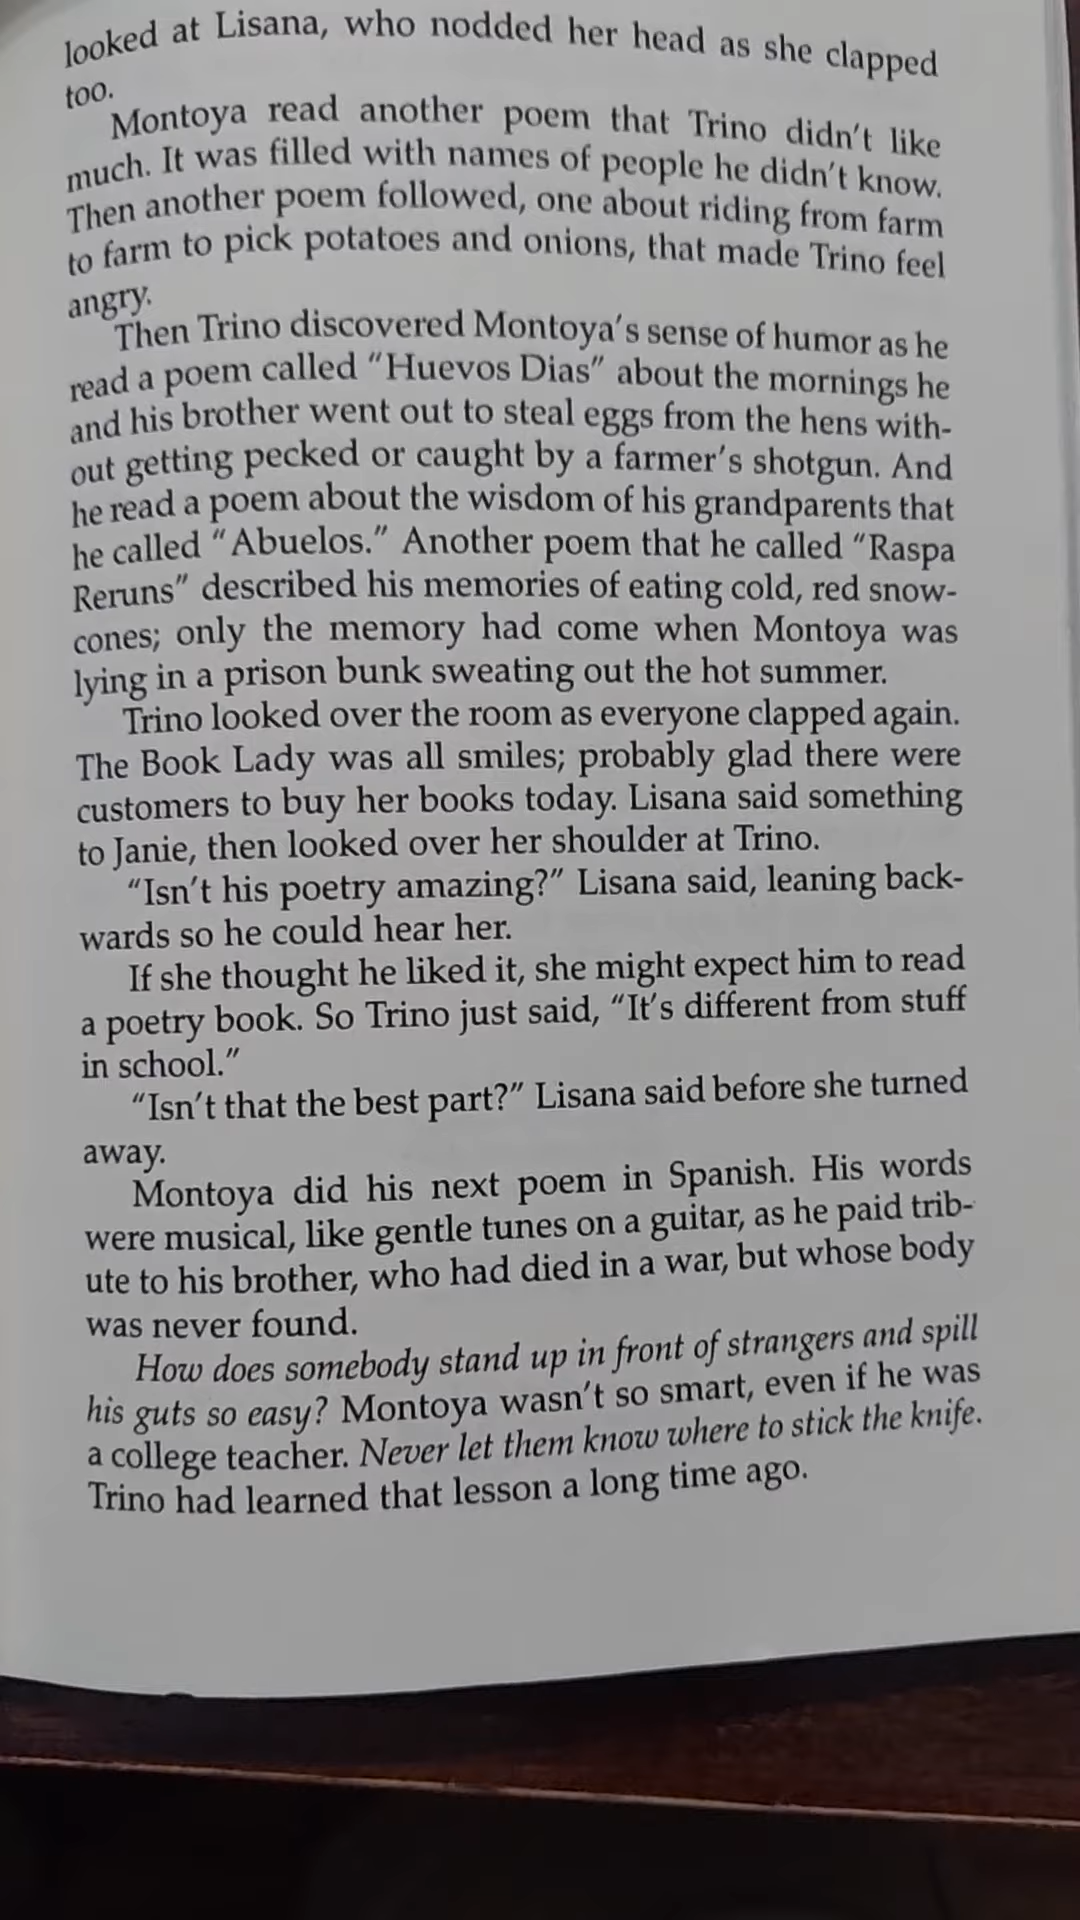 looked at Lisana, who nodded her head as she clapped
too.
Montoya read another poem that Trino didn't like
much. It was filled with names of people he didn't know.
Then another poem followed, one about riding from farm
to farm to pick potatoes and onions, that made Trino feel
angry.
Then Trino discovered Montoya's sense of humor as he
read a poem called "Huevos Dias" about the mornings he
and his brother went out to steal eggs from the hens with-
out getting pecked or caught by a farmer's shotgun. And
he read a poem about the wisdom of his grandparents that
he called "Abuelos." Another poem that he called "Raspa
Reruns" described his memories of eating cold, red snow-
cones; only the memory had come when Montoya was
lying in a prison bunk sweating out the hot summer.
Trino looked over the room as everyone clapped again.
The Book Lady was all smiles; probably glad there were
customers to buy her books today. Lisana said something
to Janie, then looked over her shoulder at Trino.
"Isn't his poetry amazing?" Lisana said, leaning back-
wards so he could hear her.
If she thought he liked it, she might expect him to read
a poetry book. So Trino just said, "It's different from stuff
in school."
"Isn't that the best part?" Lisana said before she turned
away.
Montoya did his next poem in Spanish. His words
were musical, like gentle tunes on a guitar, as he paid trib-
ute to his brother, who had died in a war, but whose body
was never found.
How does somebody stand up in front of strangers and spill
his guts so easy? Montoya wasn't so smart, even if he was
a college teacher. Never let them know where to stick the knife.
Trino had learned that lesson a long time ago.